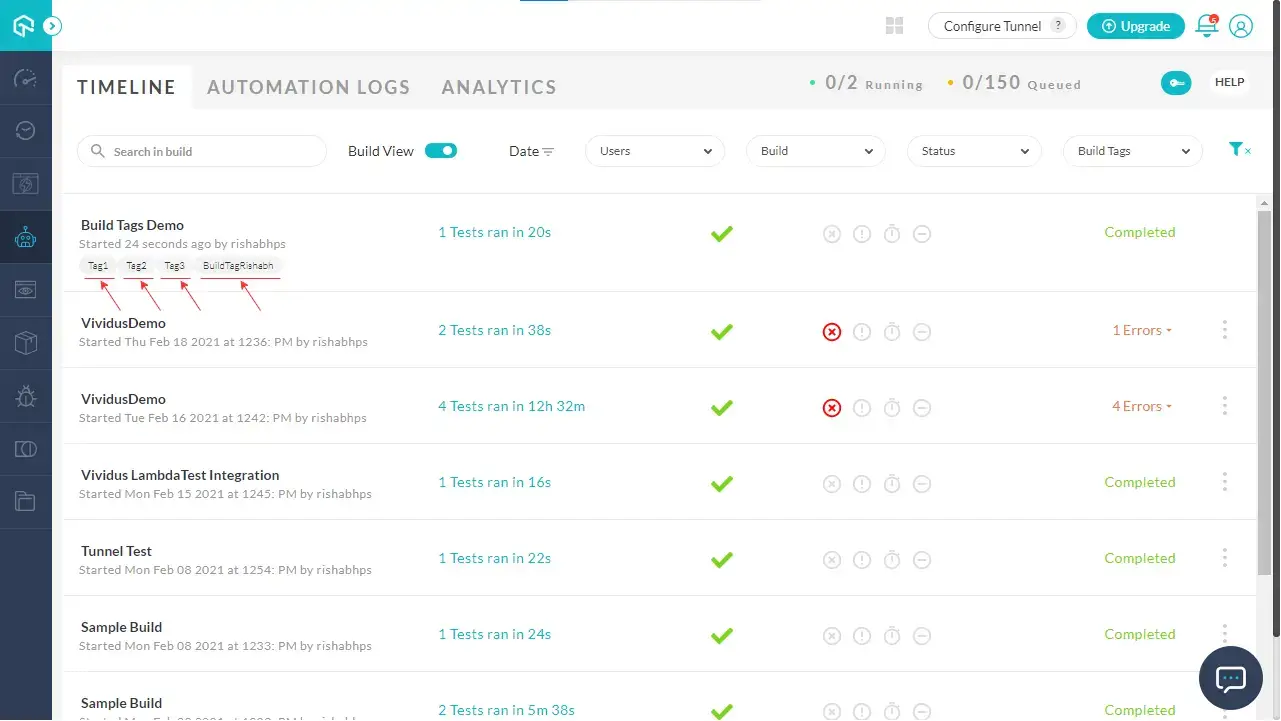 Configure Tunnel ?
Upgrade
5
TIMELINE AUTOMATION LOGS ANALYTICS
0/2 Running 0/150 Queued
HELP
Search in build
Build View
Date
Users
Build
Status
Build Tags
Build Tags Demo
Started 24 seconds ago by rishabhps
Tag1 Tag2 Tag3 BuildTagRishabh
1 Tests ran in 20s
Completed
VividusDemo
Started Thu Feb 18 2021 at 1236: PM by rishabhps
2 Tests ran in 38s
1 Errors
VividusDemo
Started Tue Feb 16 2021 at 1242: PM by rishabhps
4 Tests ran in 12h 32m
4 Errors
Vividus LambdaTest Integration
Started Mon Feb 15 2021 at 1245: PM by rishabhps
1 Tests ran in 16s
Completed
Tunnel Test
Started Mon Feb 08 2021 at 1254: PM by rishabhps
1 Tests ran in 22s
Completed
Sample Build
Started Mon Feb 08 2021 at 1233: PM by rishabhps
1 Tests ran in 24s
Completed
Sample Build
2 Tests ran in 5m 38s
Completed